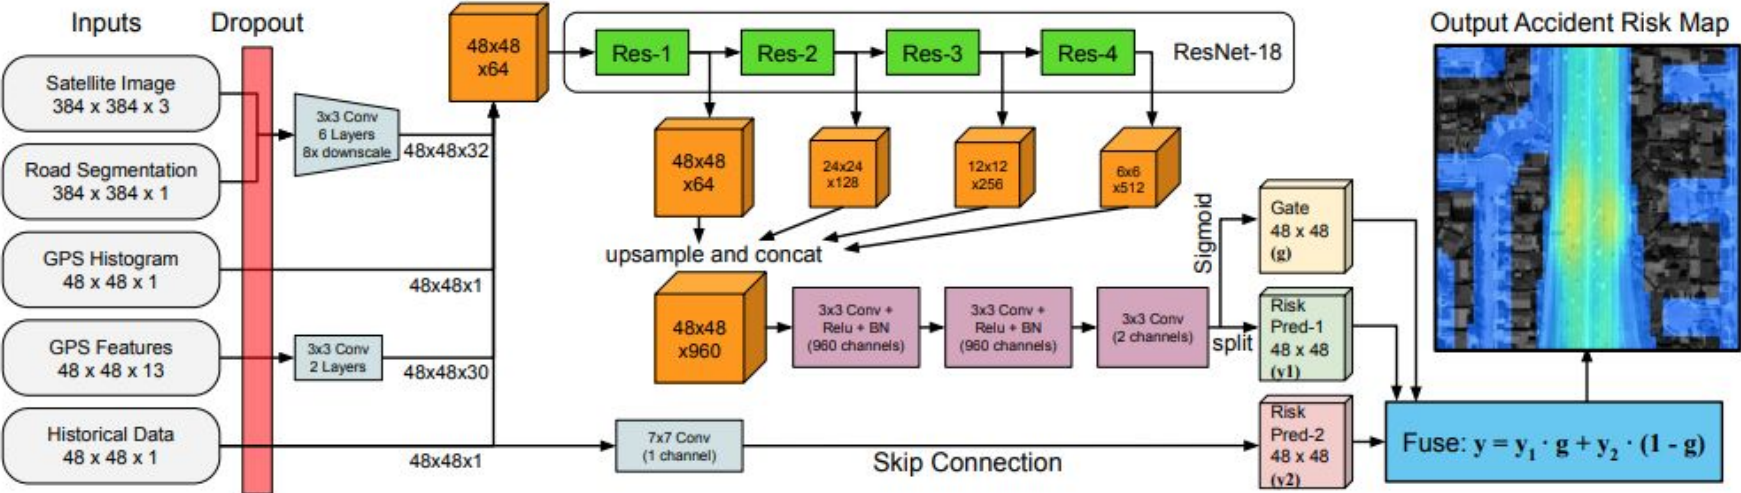 Inputs
Dropout
Satellite Image
384 x 384 x 3
Road Segmentation
384 x 384 x 1
GPS Histogram
48 x 48 x 1
GPS Features
48 x 48 x 13
Historical Data
48 x 48 x 1
3x3 Conv
6 Layers
8x downscale
48x48x32
48x48x1
3x3 Conv
2 Layers
48x48x30
48x48x1
48x48
x64
Res-1
Res-2
Res-3
Res-4
ResNet-18
48x48
x64
24x24
x128
12x12
x256
6x6
x512
upsample and concat
48x48
x960
3x3 Conv +
Relu + BN
(960 channels)
3x3 Conv +
Relu + BN
(960 channels)
3x3 Conv
(2 channels)
Sigmoid
split
Gate
48 x 48
(g)
Risk
Pred-1
48 x 48
(y1)
7x7 Conv
(1 channel)
Skip Connection
Risk
Pred-2
48 x 48
(y2)
Output Accident Risk Map
Fuse: y = y₁ · g + y₂ · (1 - g)